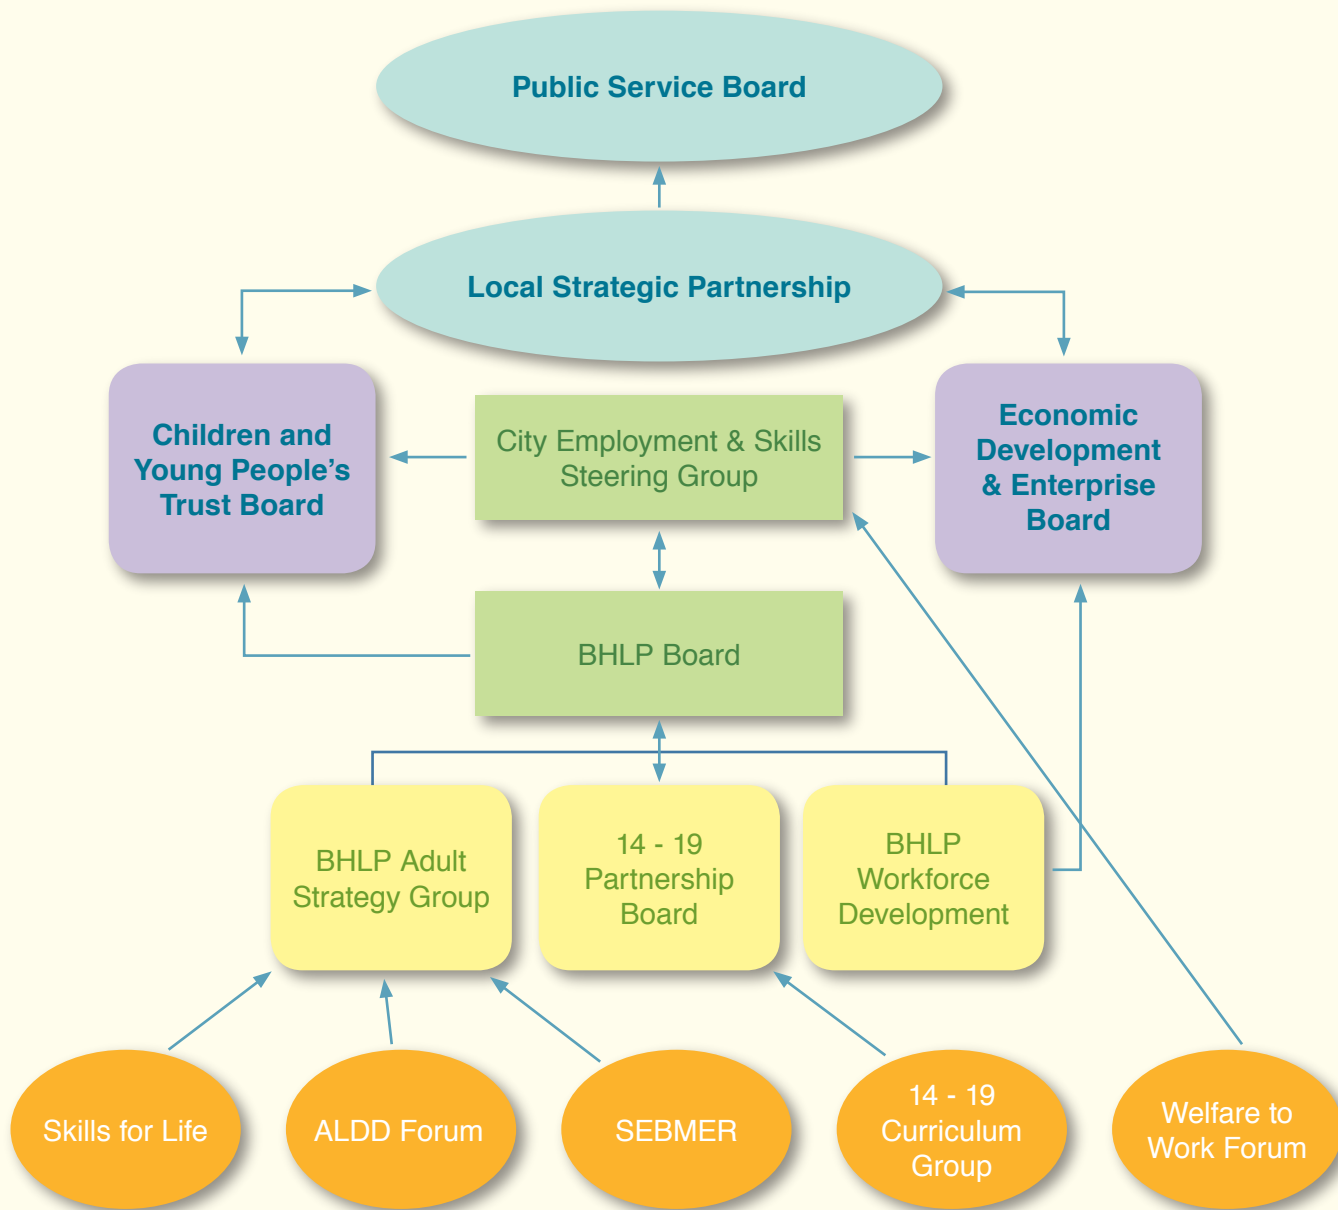 Public Service Board
Local Strategic Partnership
Children and
Young People’s
Trust Board
City Employment & Skills
Steering Group
Economic
Development
& Enterprise
Board
BHLP Board
BHLP Adult
Strategy Group
14 - 19
Partnership
Board
BHLP
Workforce
Development
Skills for Life
ALDD Forum
SEBMER
14 - 19
Curriculum
Group
Welfare to
Work Forum